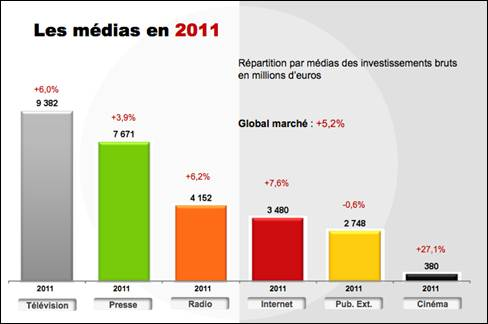 Les médias en 2011
Répartition par médias des investissements bruts
en millions d'euros
Global marché : +5,2%
+6,0%
9 382
+3,9%
7 671
+6,2%
4 152
+7,6%
3 480
-0,6%
2 748
+27,1%
380
2011
2011
2011
2011
2011
2011
Télévision
Presse
Radio
Internet
Pub. Ext.
Cinéma